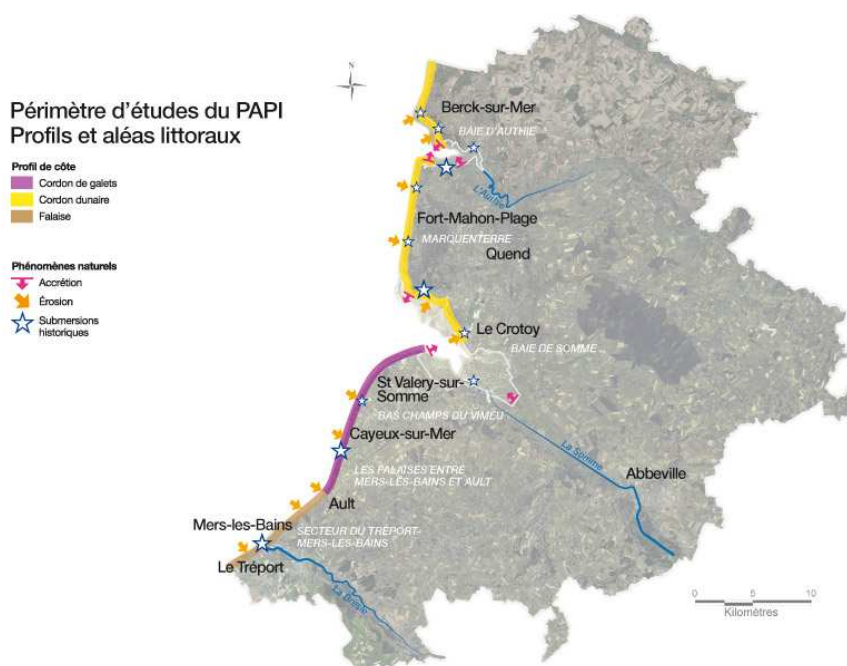 Périmètre d'études du PAPI
Profils et aléas littoraux
Profil de côte
Cordon de galets
Cordon dunaire
Falaise
Phénomènes naturels
Accrétion
Érosion
Submersions
historiques
N
Berck-sur-Mer
BAIE D'AUTHIE
L'Authie
Fort-Mahon-Plage
MARQUENTERRE
Quend
Le Crotoy
BAIE DE SOMME
St Valery-sur-
Somme
BAS CHAMPS DU VIMEU
Cayeux-sur-Mer
La Somme
Abbeville
LES FALAISES ENTRE
MERS-LES-BAINS ET AULT
Ault
Mers-les-Bains
SECTEUR DU TRÉPORT-
MERS-LES-BAINS
Le Tréport
La Bresle
0 5 10
Kilomètres